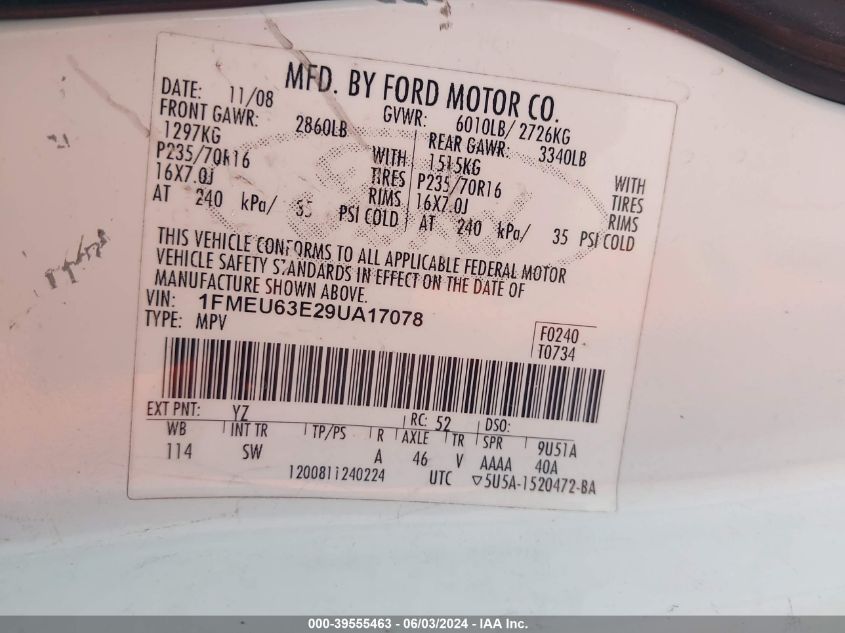 MFD. BY FORD MOTOR CO.
DATE: 11/08 GVWR: 6010LB/ 2726KG
FRONT GAWR: 2860LB REAR GAWR: 3340LB
1297KG WITH 1515KG WITH
P235/70R16 TIRES P235/70R16 TIRES
16X7.0J RIMS 16X7.0J RIMS
AT 240 kPa/ 35 PSI COLD AT 240 kPa/ 35 PSI COLD
THIS VEHICLE CONFORMS TO ALL APPLICABLE FEDERAL MOTOR
VEHICLE SAFETY STANDARDS IN EFFECT ON THE DATE OF
MANUFACTURE SHOWN ABOVE.
VIN: 1FMEU63E29UA17078
TYPE: MPV
F0240
T0734
EXT PNT: YZ RC: 52 DSO:
WB INT TR TP/PS R AXLE TR SPR 9U51A
114 SW A 46 V AAAA 40A
1200811240224 UTC ▽5U5A-1520472-BA
000-39555463 - 06/03/2024 - IAA Inc.